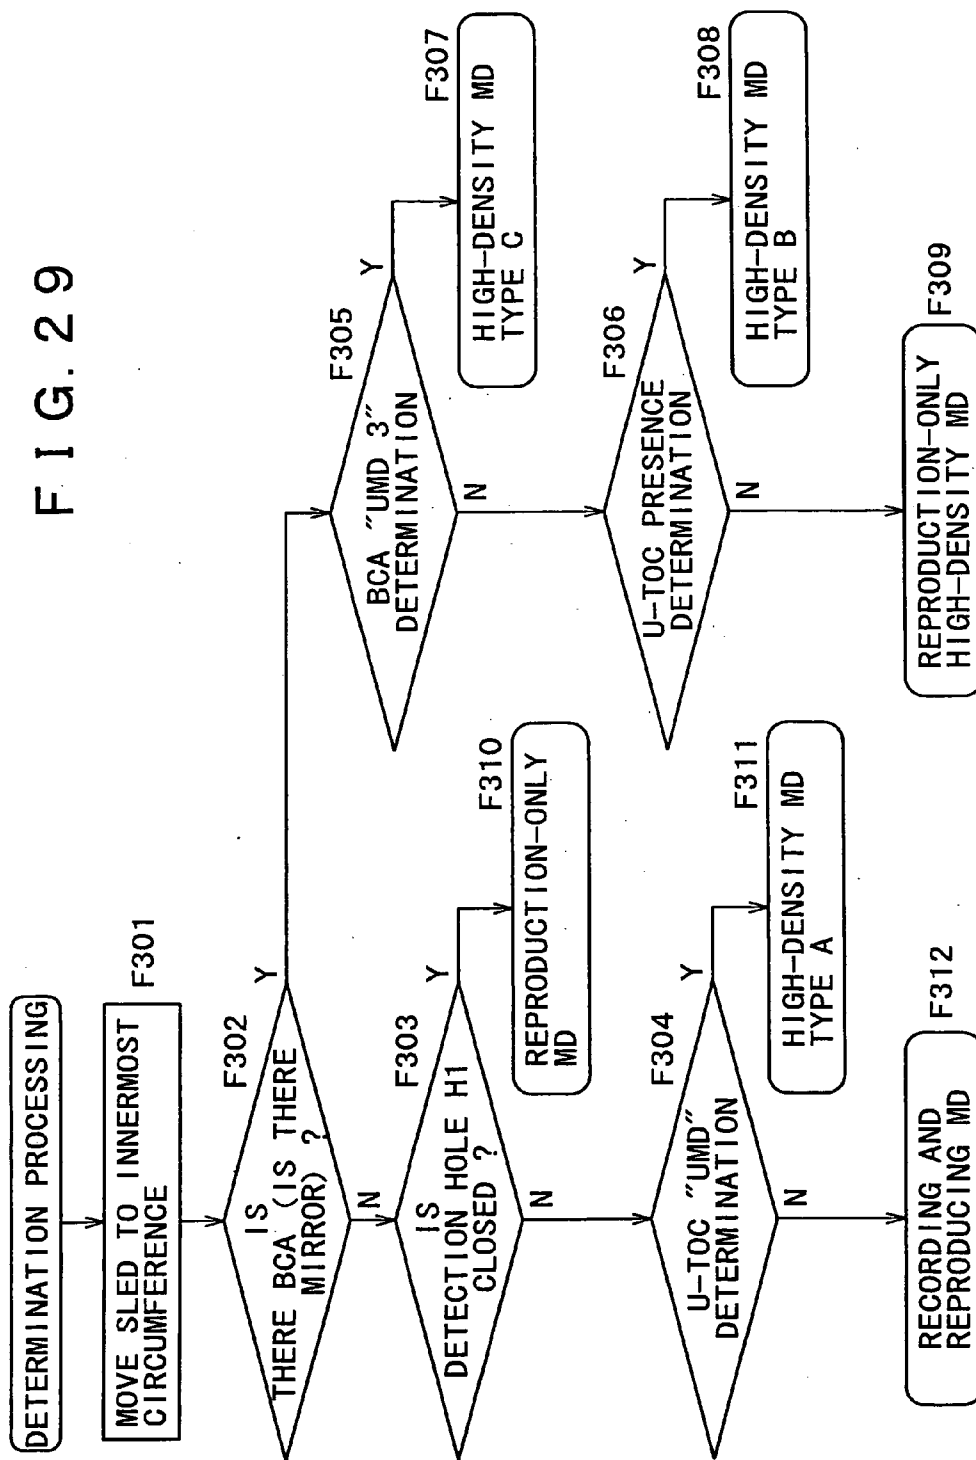 FIG. 29
DETERMINATION PROCESSING
F301
MOVE SLED TO INNERMOST
CIRCUMFERENCE
F302
IS
THERE BCA (IS THERE
MIRROR) ?
Y
N
F303
IS
DETECTION HOLE H1
CLOSED ?
Y
N
F310
REPRODUCTION-ONLY
MD
F304
U-TOC "UMD"
DETERMINATION
Y
N
F311
HIGH-DENSITY MD
TYPE A
F312
RECORDING AND
REPRODUCING MD
F305
BCA "UMD 3"
DETERMINATION
Y
N
F307
HIGH-DENSITY MD
TYPE C
F306
U-TOC PRESENCE
DETERMINATION
Y
N
F308
HIGH-DENSITY MD
TYPE B
F309
REPRODUCTION-ONLY
HIGH-DENSITY MD